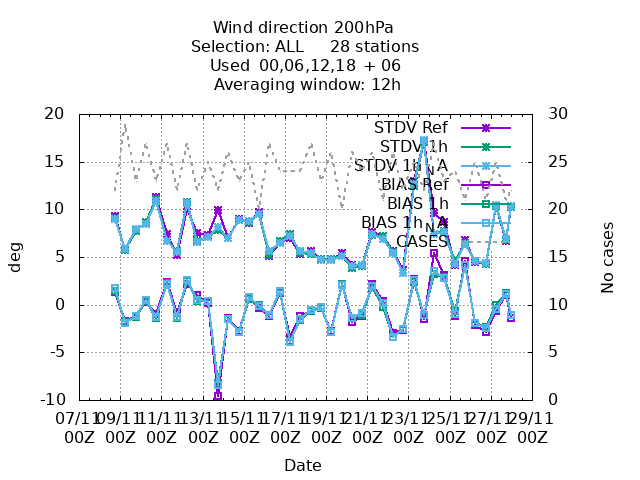 Wind direction 200hPa
Selection: ALL 28 stations
Used 00,06,12,18 + 06
Averaging window: 12h
20
15
10
5
0
-5
-10
30
25
20
15
10
5
0
deg
No cases
STDV Ref
STDV 1h
STDV 1h_NA
BIAS Ref
BIAS 1h
BIAS 1h_NA
CASES
07/11 09/11 11/11 13/11 15/11 17/11 19/11 21/11 23/11 25/11 27/11 29/11
00Z 00Z 00Z 00Z 00Z 00Z 00Z 00Z 00Z 00Z 00Z 00Z
Date